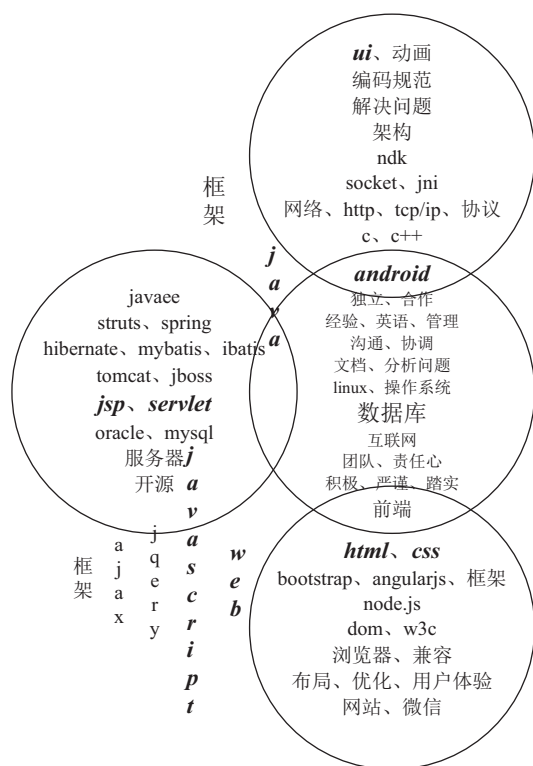 ui、动画
编码规范
解决问题
架构
ndk
socket、jni
网络、http、tcp/ip、协议
c、c++
框架
java
android
独立、合作
经验、英语、管理
沟通、协调
文档、分析问题
linux、操作系统
数据库
互联网
团队、责任心
积极、严谨、踏实
前端
javaee
struts、spring
hibernate、mybatis、ibatis
tomcat、jboss
jsp、servlet
oracle、mysql
服务器
开源
框架
ajax
jqery
javascript
web
html、css
bootstrap、angularjs、框架
node.js
dom、w3c
浏览器、兼容
布局、优化、用户体验
网站、微信